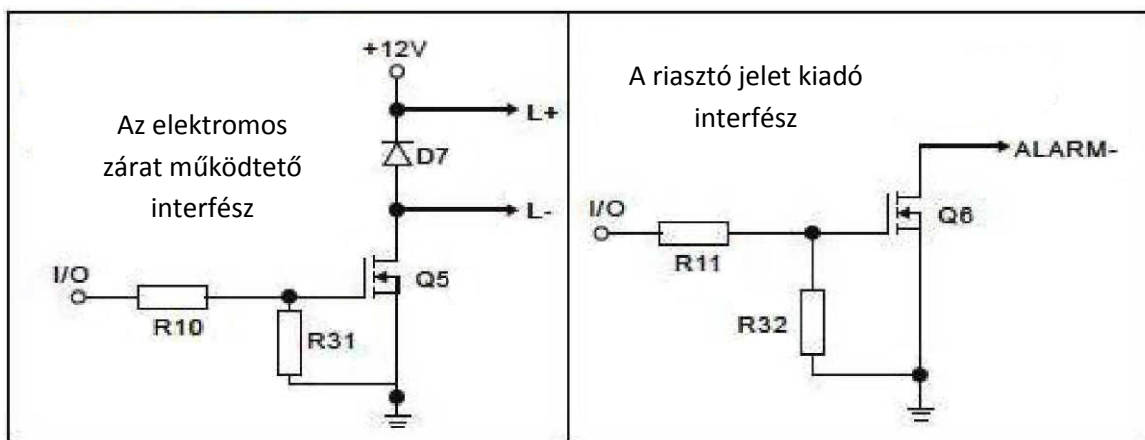 +12V
Az elektromos
zárat működtető
interfész
L+
D7
L-
I/O
Q5
R10
R31
A riasztó jelet kiadó
interfész
ALARM-
I/O
Q6
R11
R32